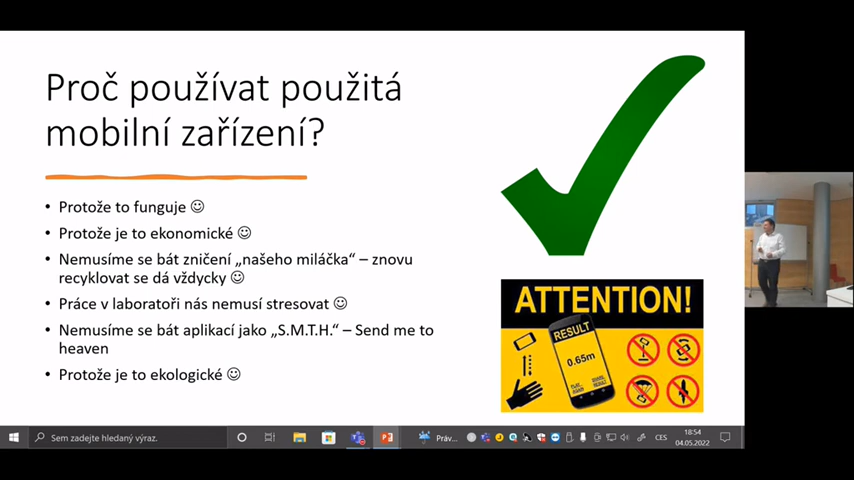 Proč používat použitá
mobilní zařízení?
• Protože to funguje ☺
• Protože je to ekonomické ☺
• Nemusíme se bát zničení „našeho miláčka“ – znovu
recyklovat se dá vždycky ☺
• Práce v laboratoři nás nemusí stresovat ☺
• Nemusíme se bát aplikací jako „S.M.T.H.“ – Send me to
heaven
• Protože je to ekologické ☺
ATTENTION!
RESULT
0.65m
Sem zadejte hledaný výraz.
Práv...
CES
18:54
04.05.2022